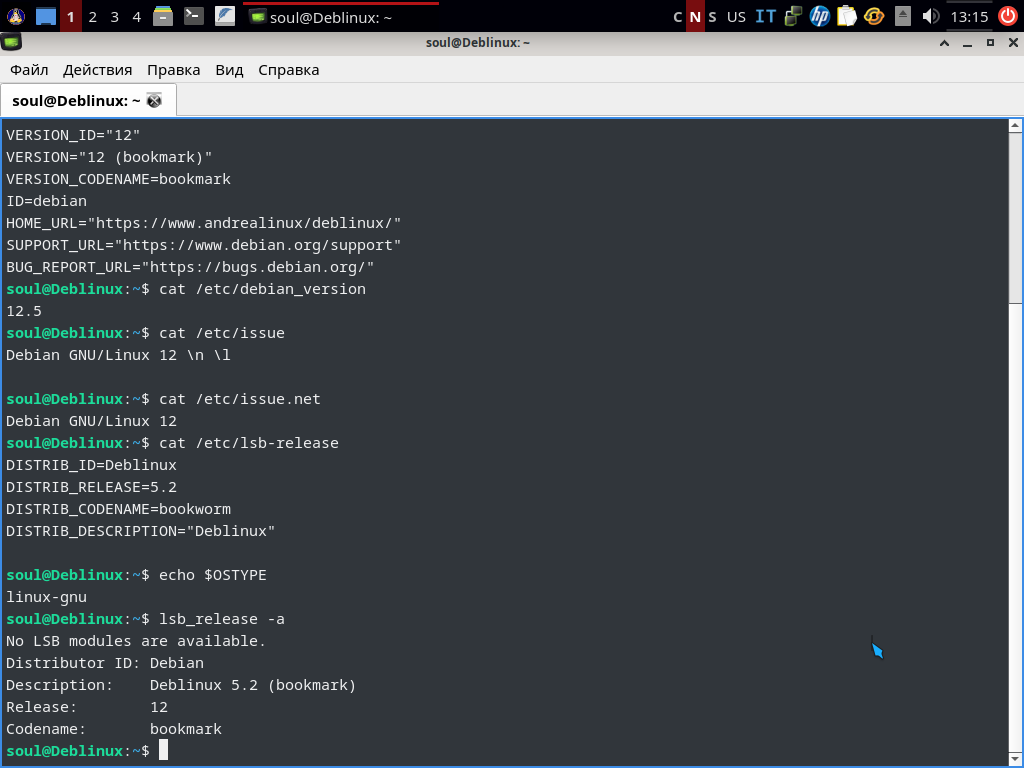 1 2 3 4 soul@Deblinux: ~ C N S US IT hp 13:15
soul@Deblinux: ~
Файл Действия Правка Вид Справка
soul@Deblinux: ~
VERSION_ID="12"
VERSION="12 (bookmark)"
VERSION_CODENAME=bookmark
ID=debian
HOME_URL="https://www.andrealinux/deblinux/"
SUPPORT_URL="https://www.debian.org/support"
BUG_REPORT_URL="https://bugs.debian.org/"
soul@Deblinux:~$ cat /etc/debian_version
12.5
soul@Deblinux:~$ cat /etc/issue
Debian GNU/Linux 12 \n \l
soul@Deblinux:~$ cat /etc/issue.net
Debian GNU/Linux 12
soul@Deblinux:~$ cat /etc/lsb-release
DISTRIB_ID=Deblinux
DISTRIB_RELEASE=5.2
DISTRIB_CODENAME=bookworm
DISTRIB_DESCRIPTION="Deblinux"
soul@Deblinux:~$ echo $OSTYPE
linux-gnu
soul@Deblinux:~$ lsb_release -a
No LSB modules are available.
Distributor ID: Debian
Description:    Deblinux 5.2 (bookmark)
Release:        12
Codename:       bookmark
soul@Deblinux:~$